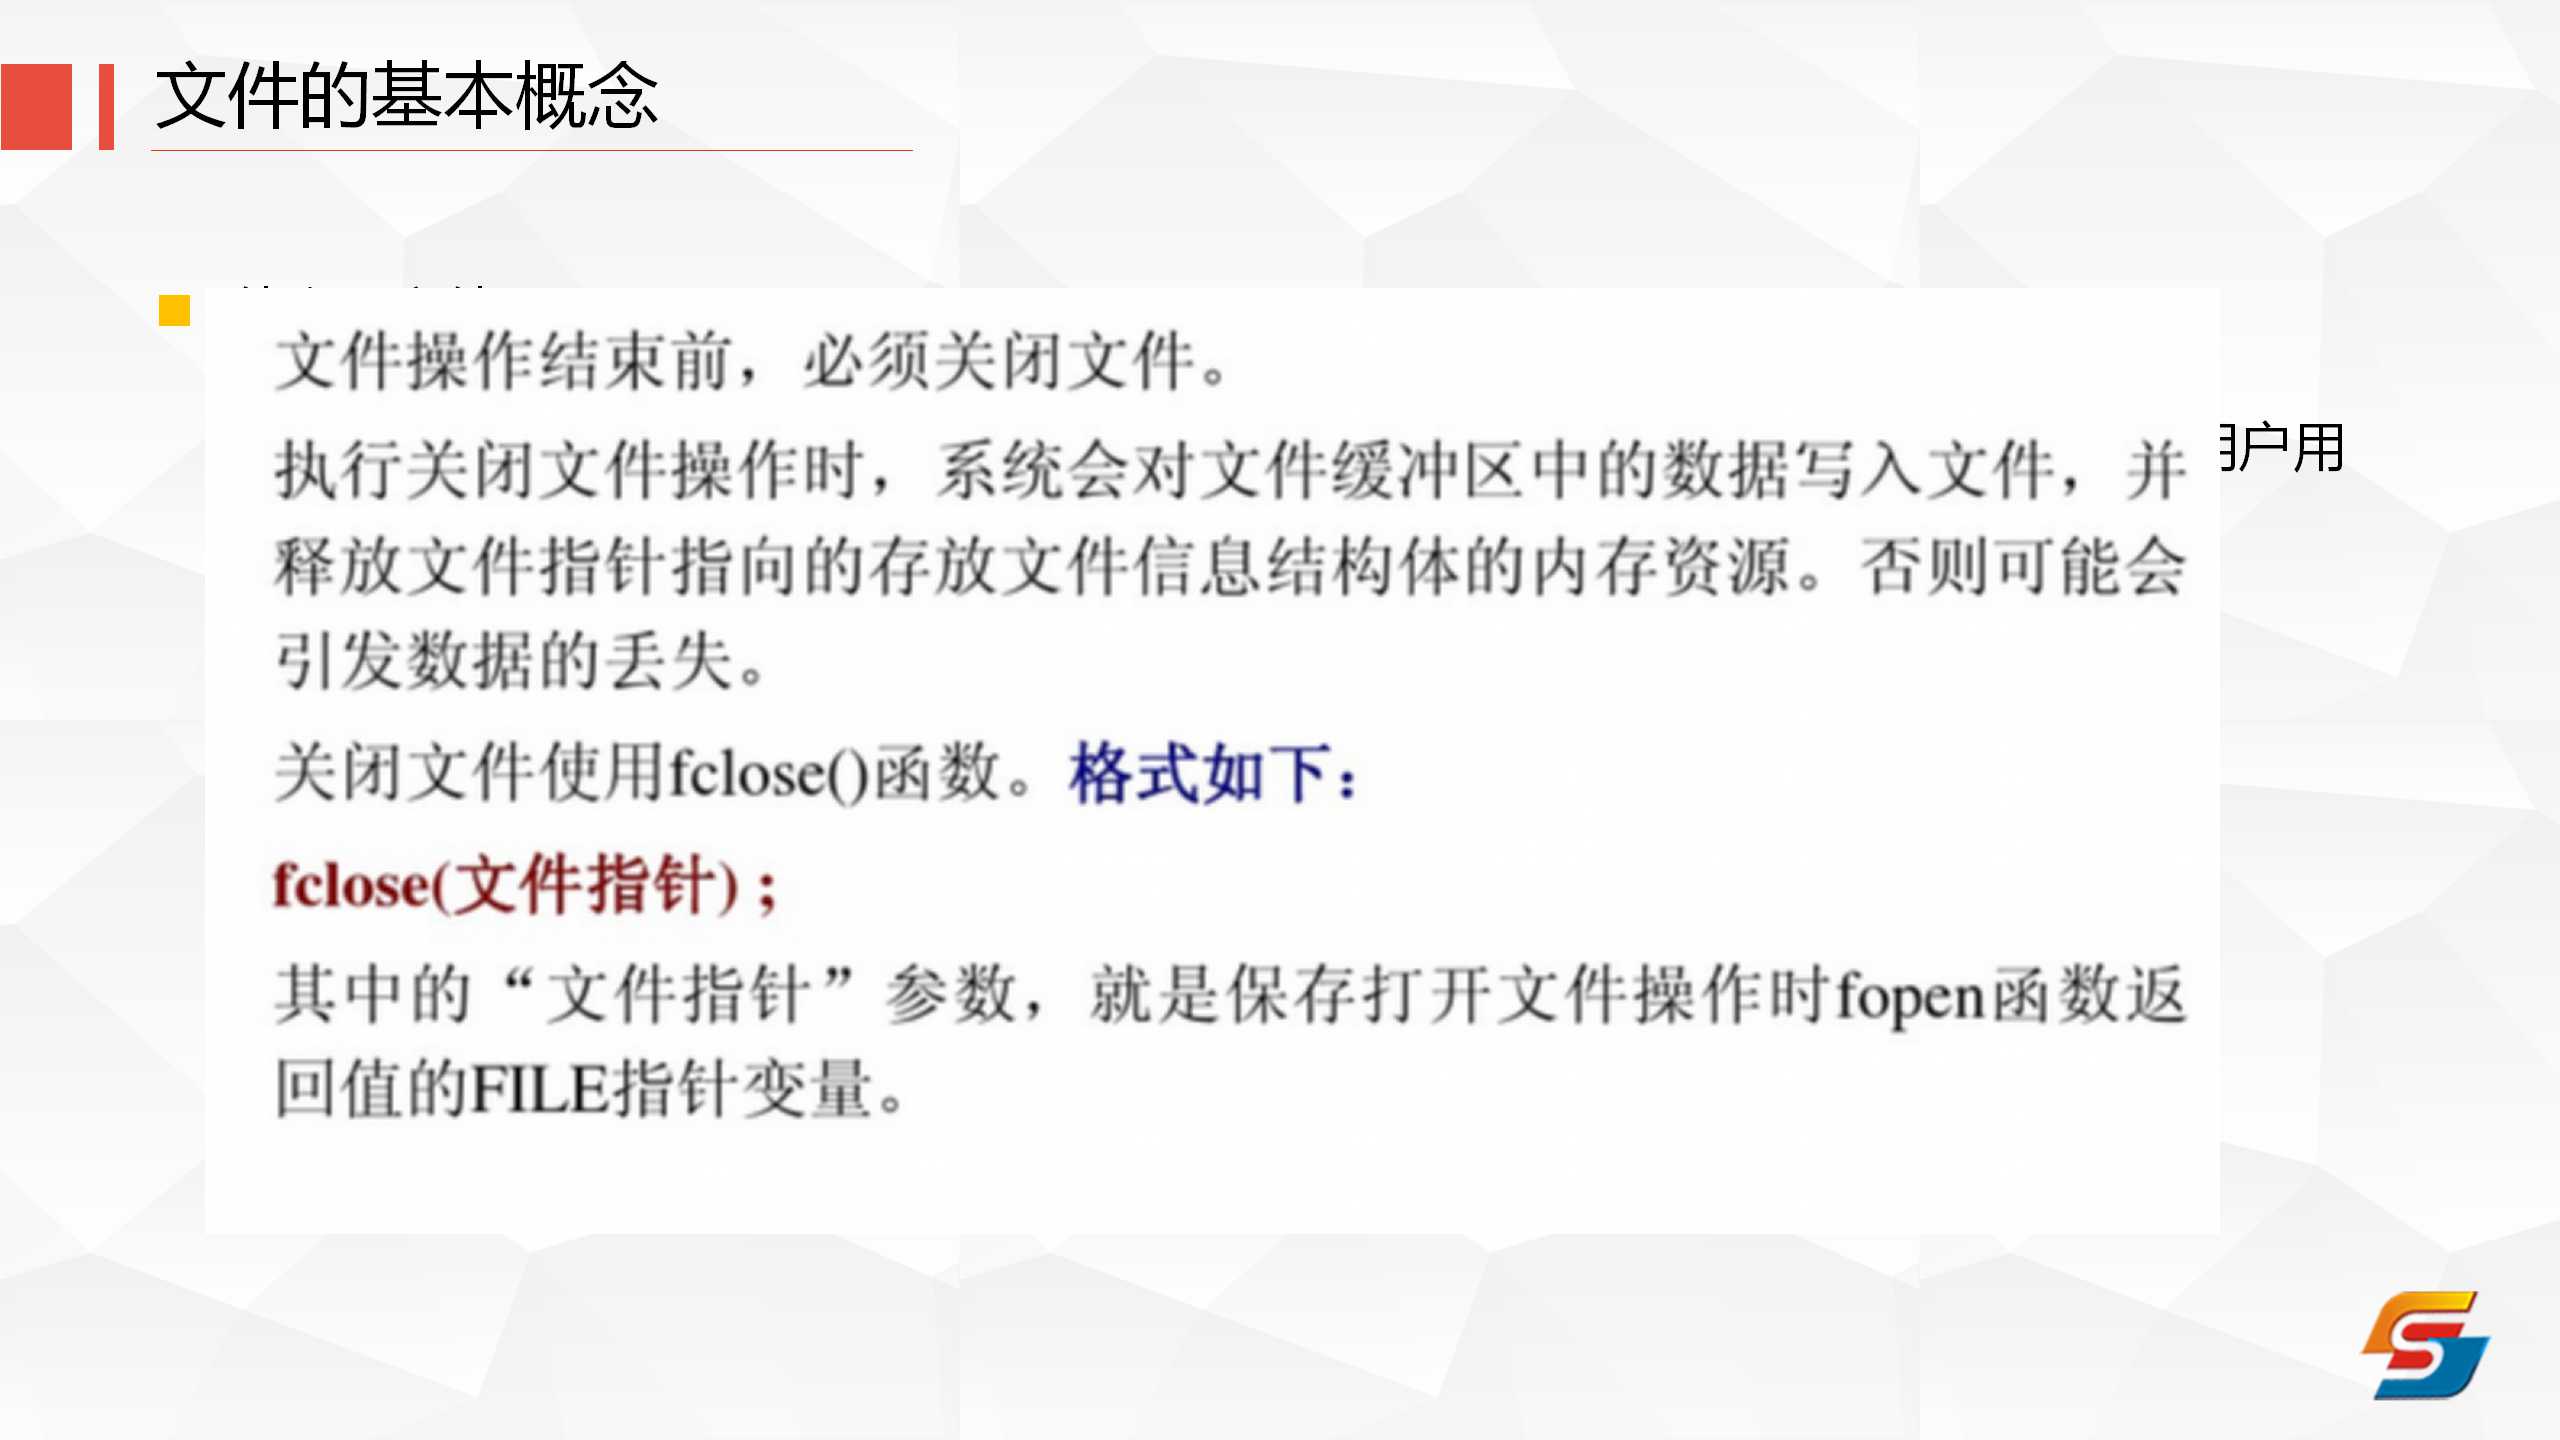 文件的基本概念
文件操作结束前，必须关闭文件。
户用
执行关闭文件操作时，系统会对文件缓冲区中的数据写入文件，并
释放文件指针指向的存放文件信息结构体的内存资源。否则可能会
引发数据的丢失。
关闭文件使用fclose()函数。格式如下：
fclose(文件指针)；
其中的“文件指针”参数，就是保存打开文件操作时fopen函数返
回值的FILE指针变量。